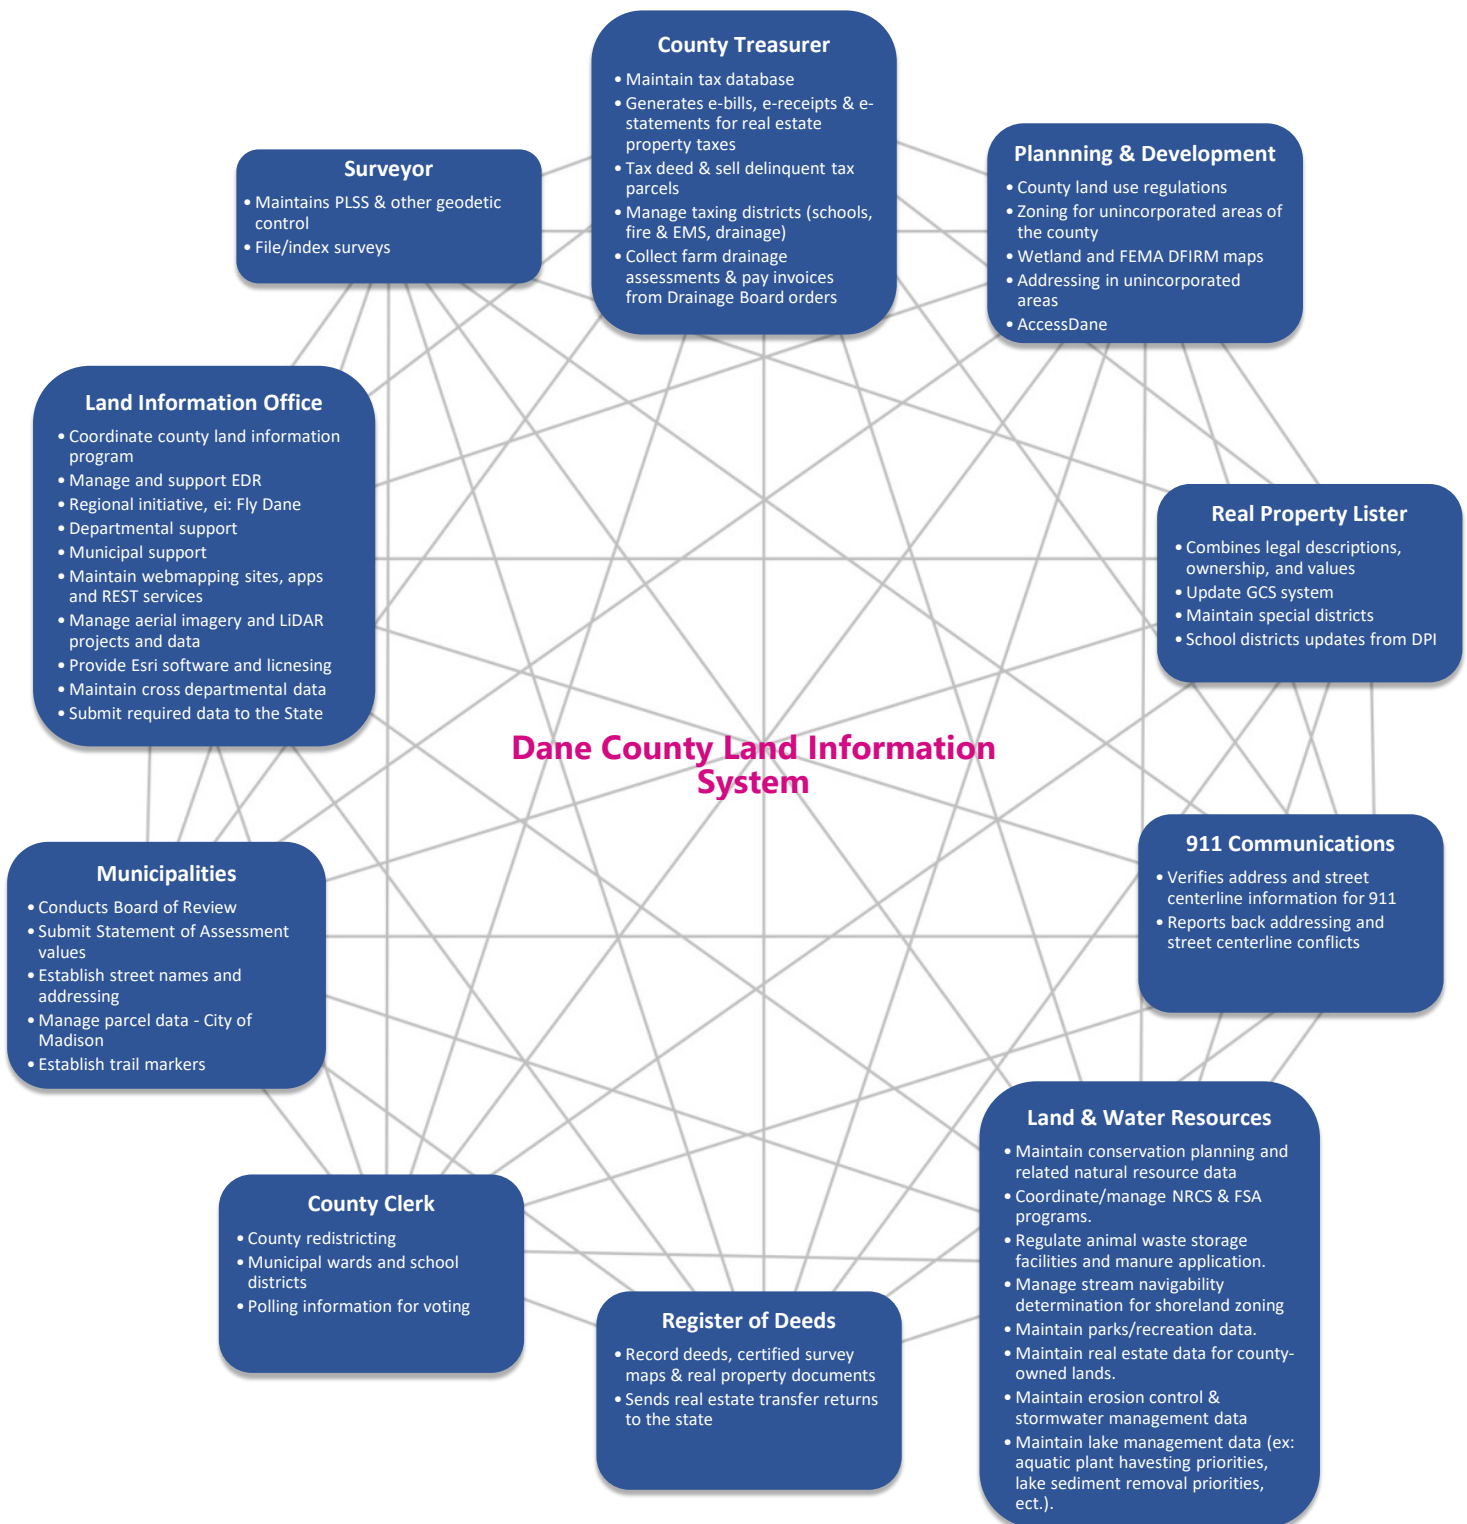 County Treasurer
• Maintain tax database
• Generates e-bills, e-receipts & e-
statements for real estate
property taxes
• Tax deed & sell delinquent tax
parcels
• Manage taxing districts (schools,
fire & EMS, drainage)
• Collect farm drainage
assessments & pay invoices
from Drainage Board orders
Plannning & Development
• County land use regulations
• Zoning for unincorporated areas of
the county
• Wetland and FEMA DFIRM maps
• Addressing in unincorporated
areas
• AccessDane
Surveyor
• Maintains PLSS & other geodetic
control
• File/index surveys
Land Information Office
• Coordinate county land information
program
• Manage and support EDR
• Regional initiative, ei: Fly Dane
• Departmental support
• Municipal support
• Maintain webmapping sites, apps
and REST services
• Manage aerial imagery and LiDAR
projects and data
• Provide Esri software and licnesing
• Maintain cross departmental data
• Submit required data to the State
Real Property Lister
• Combines legal descriptions,
ownership, and values
• Update GCS system
• Maintain special districts
• School districts updates from DPI
Dane County Land Information
System
Municipalities
• Conducts Board of Review
• Submit Statement of Assessment
values
• Establish street names and
addressing
• Manage parcel data - City of
Madison
• Establish trail markers
911 Communications
• Verifies address and street
centerline information for 911
• Reports back addressing and
street centerline conflicts
County Clerk
• County redistricting
• Municipal wards and school
districts
• Polling information for voting
Register of Deeds
• Record deeds, certified survey
maps & real property documents
• Sends real estate transfer returns
to the state
Land & Water Resources
• Maintain conservation planning and
related natural resource data
• Coordinate/manage NRCS & FSA
programs.
• Regulate animal waste storage
facilities and manure application.
• Manage stream navigability
determination for shoreland zoning
• Maintain parks/recreation data.
• Maintain real estate data for county-
owned lands.
• Maintain erosion control &
stormwater management data
• Maintain lake management data (ex:
aquatic plant havesting priorities,
lake sediment removal priorities,
ect.).